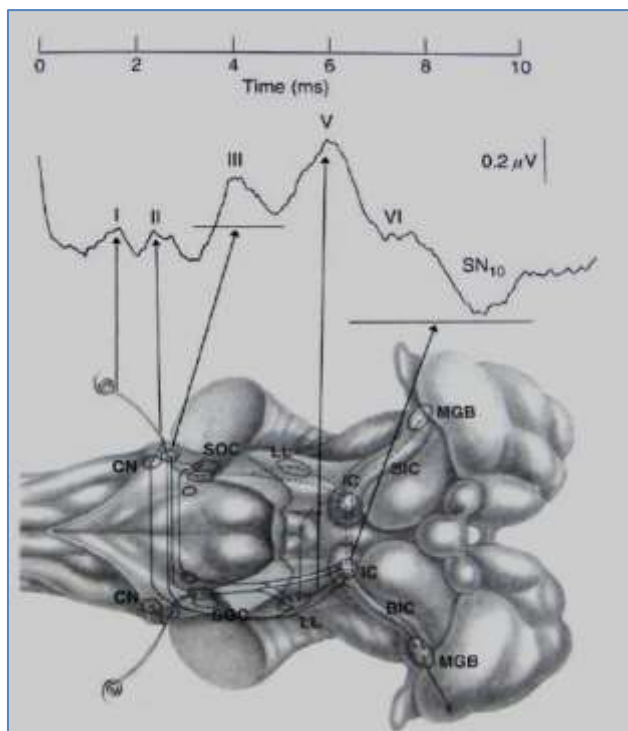 0 2 4 6 8 10
Time (ms)
V
III
0.2 µV
I II
VI
SN10
MGB
SOC LL
CN
IC BIC
IC
CN
SOC
LL
BIC
MGB